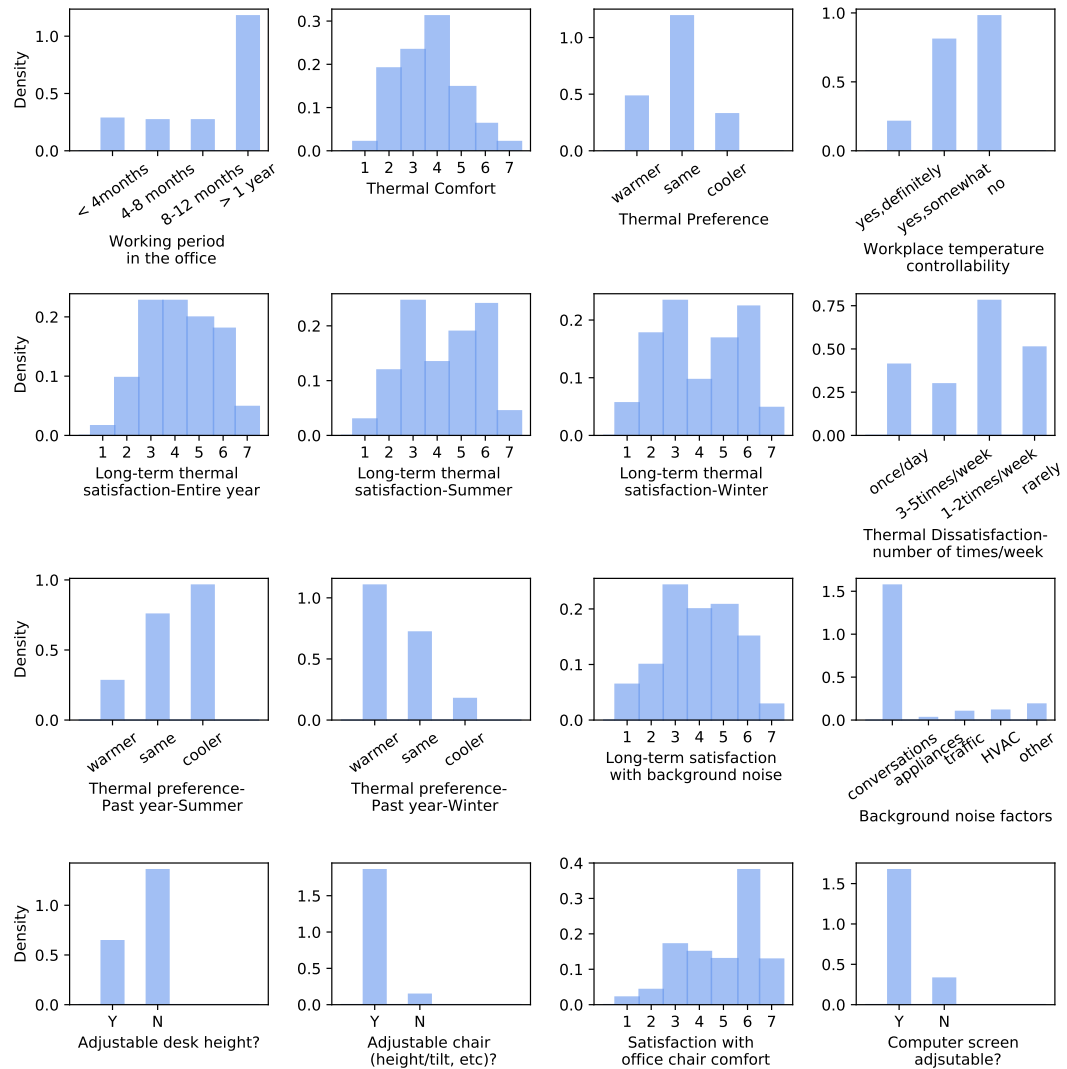 Density
1.0
0.5
0.0
< 4months
4-8 months
8-12 months
> 1 year
Working period
in the office
0.3
0.2
0.1
0.0
1 2 3 4 5 6 7
Thermal Comfort
1.0
0.5
0.0
warmer
same
cooler
Thermal Preference
1.0
0.5
0.0
yes,definitely
yes,somewhat
no
Workplace temperature
controllability
Density
0.2
0.1
0.0
1 2 3 4 5 6 7
Long-term thermal
satisfaction-Entire year
0.2
0.1
0.0
1 2 3 4 5 6 7
Long-term thermal
satisfaction-Summer
0.2
0.1
0.0
1 2 3 4 5 6 7
Long-term thermal
satisfaction-Winter
0.75
0.50
0.25
0.00
once/day
3-5times/week
1-2times/week
rarely
Thermal Dissatisfaction-
number of times/week
Density
1.0
0.5
0.0
warmer
same
cooler
Thermal preference-
Past year-Summer
1.0
0.5
0.0
warmer
same
cooler
Thermal preference-
Past year-Winter
0.2
0.1
0.0
1 2 3 4 5 6 7
Long-term satisfaction
with background noise
1.5
1.0
0.5
0.0
conversations
appliances
traffic
HVAC
other
Background noise factors
Density
1.0
0.5
0.0
Y N
Adjustable desk height?
1.5
1.0
0.5
0.0
Y N
Adjustable chair
(height/tilt, etc)?
0.4
0.3
0.2
0.1
0.0
1 2 3 4 5 6 7
Satisfaction with
office chair comfort
1.5
1.0
0.5
0.0
Y N
Computer screen
adjsutable?